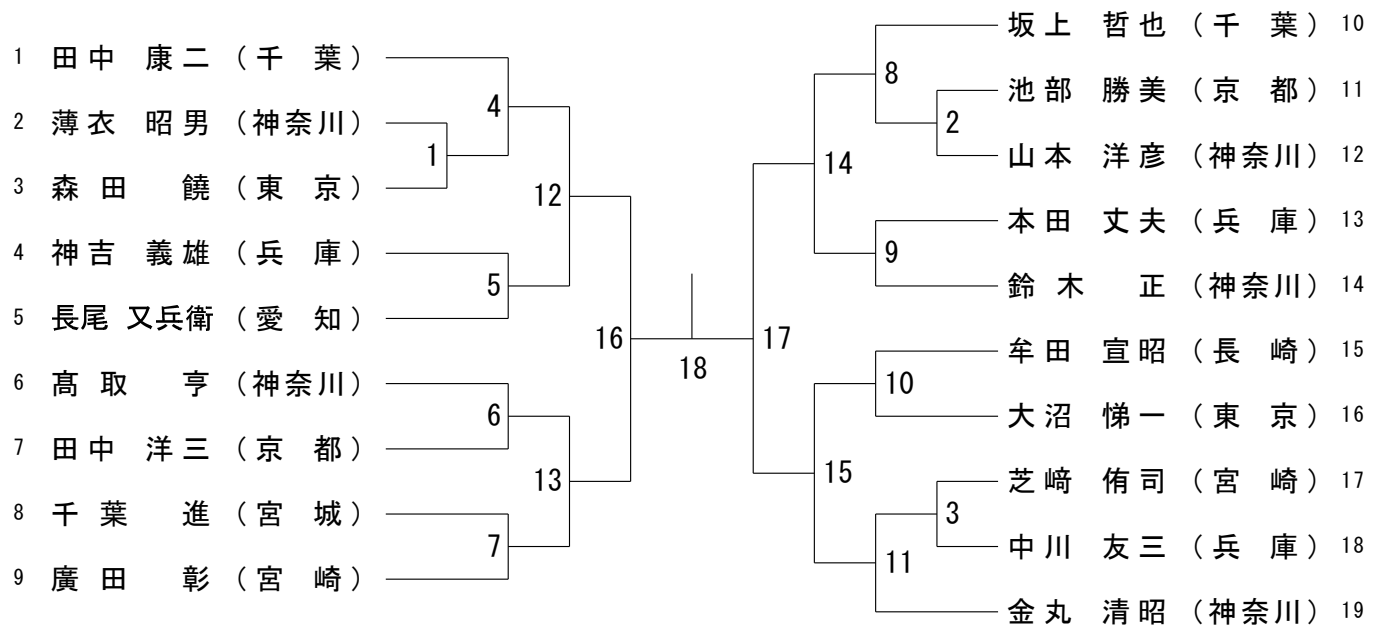 1 田中 康二 (千 葉)
2 薄衣 昭男 (神奈川)
3 森田 饒 (東 京)
4 神吉 義雄 (兵 庫)
5 長尾 又兵衛 (愛 知)
6 髙取 亨 (神奈川)
7 田中 洋三 (京 都)
8 千葉 進 (宮 城)
9 廣田 彰 (宮 崎)
4
1
12
5
16
6
13
7
18
17
8
2
14
9
10
15
3
11
坂上 哲也 (千 葉) 10
池部 勝美 (京 都) 11
山本 洋彦 (神奈川) 12
本田 丈夫 (兵 庫) 13
鈴木 正 (神奈川) 14
牟田 宣昭 (長 崎) 15
大沼 悌一 (東 京) 16
芝﨑 侑司 (宮 崎) 17
中川 友三 (兵 庫) 18
金丸 清昭 (神奈川) 19